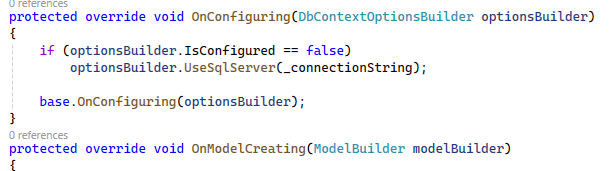 0 references
protected override void OnConfiguring(DbContextOptionsBuilder optionsBuilder)
{
    if (optionsBuilder.IsConfigured == false)
        optionsBuilder.UseSqlServer(_connectionString);
    base.OnConfiguring(optionsBuilder);
}
0 references
protected override void OnModelCreating(ModelBuilder modelBuilder)
{